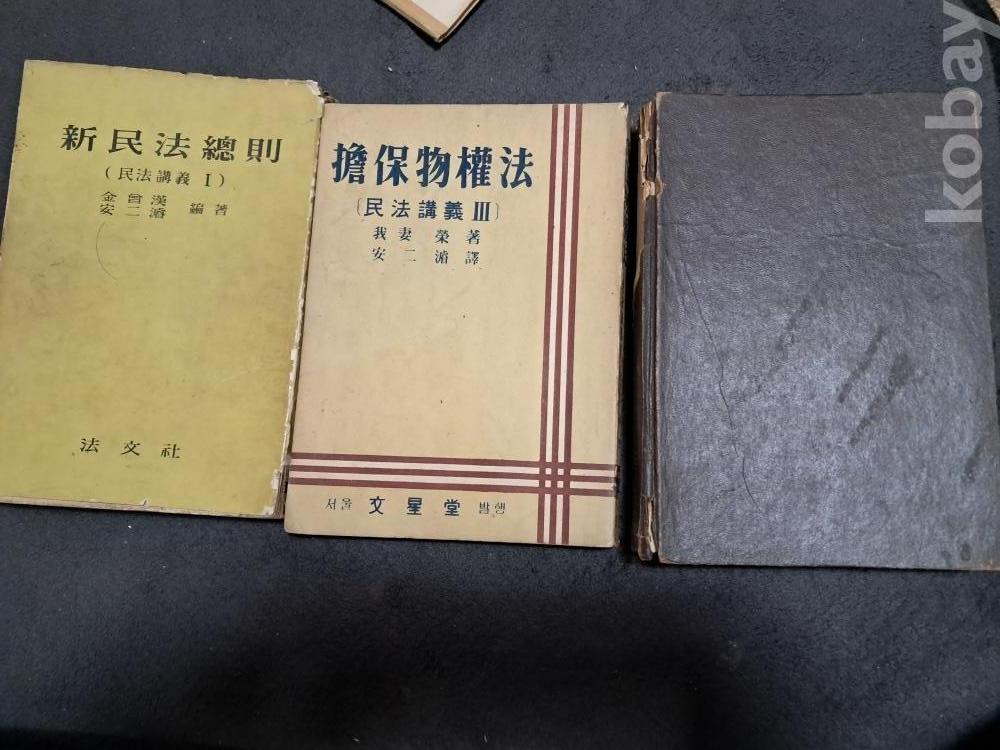 新民法總則
(民法講義 I)
金曾漢
安二濬 編著
法文社
擔保物權法
〔民法講義 III〕
我妻 榮 著
安二濬 譯
서울 文星堂 발행
kobay